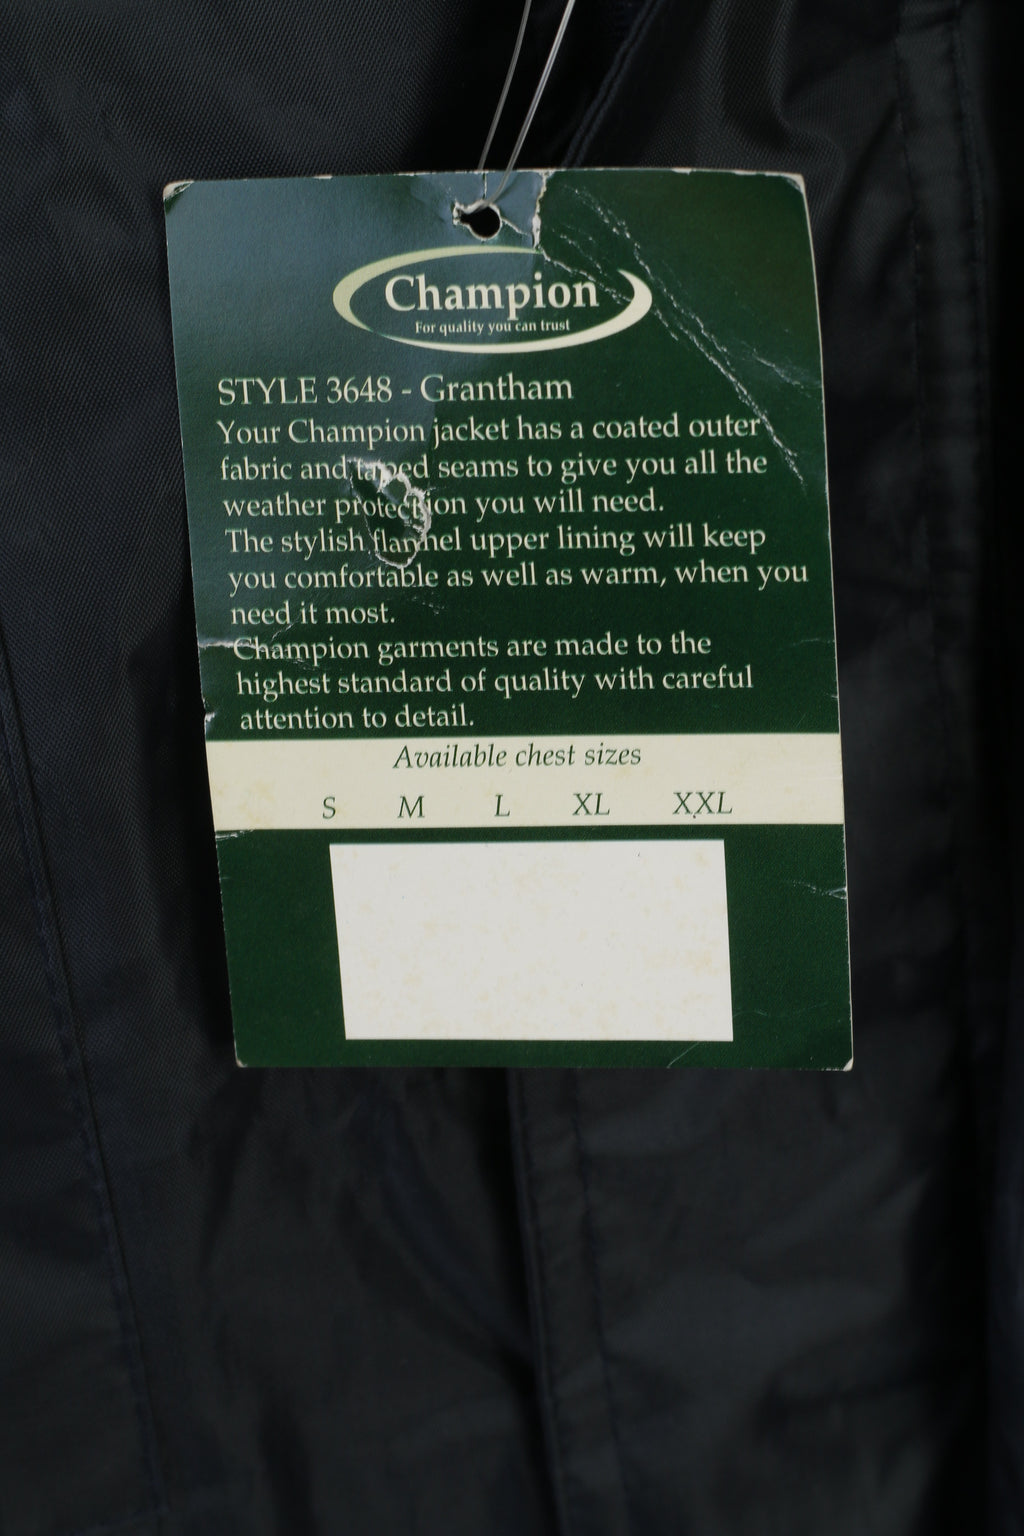 Champion
For quality you can trust
STYLE 3648 - Grantham
Your Champion jacket has a coated outer
fabric and taped seams to give you all the
weather protection you will need.
The stylish flannel upper lining will keep
you comfortable as well as warm, when you
need it most.
Champion garments are made to the
highest standard of quality with careful
attention to detail.
Available chest sizes
S M L XL XXL